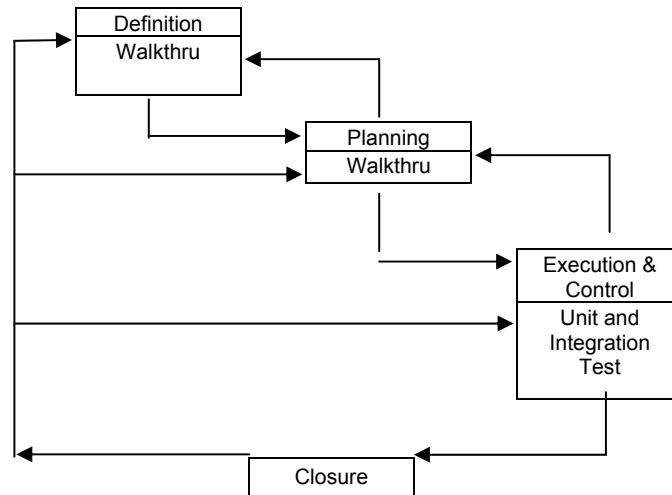 Definition
Walkthru
Planning
Walkthru
Execution &
Control
Unit and
Integration
Test
Closure